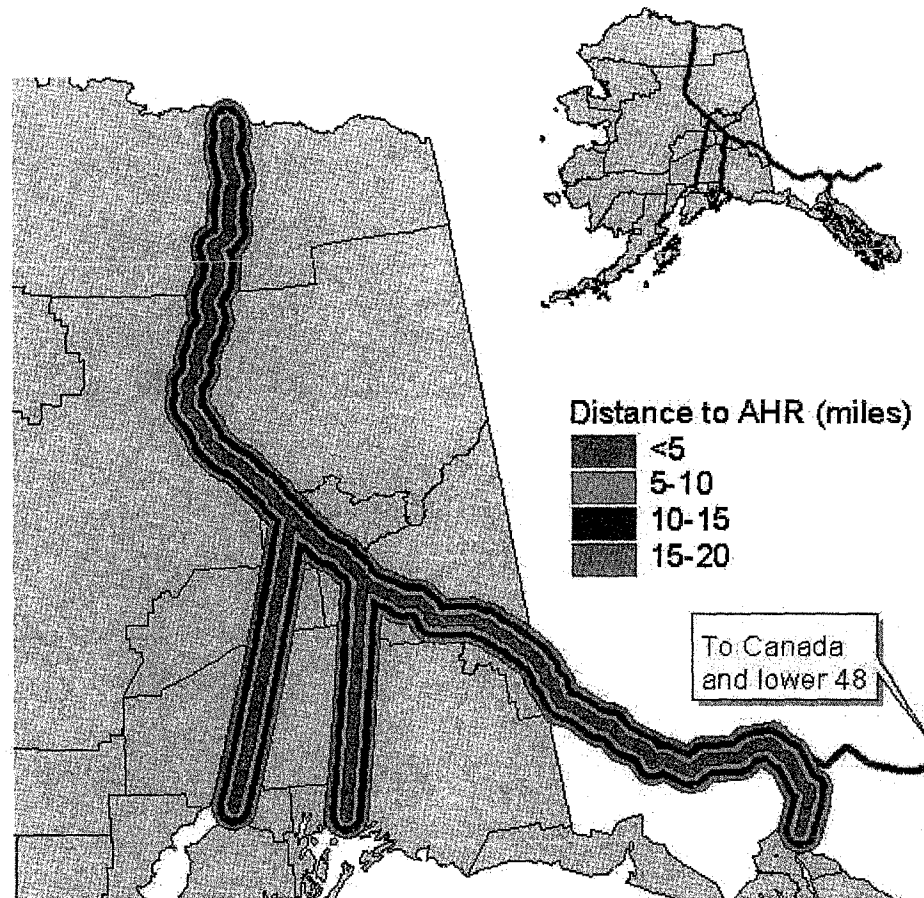 Distance to AHR (miles)
<5
5-10
10-15
15-20
To Canada
and lower 48